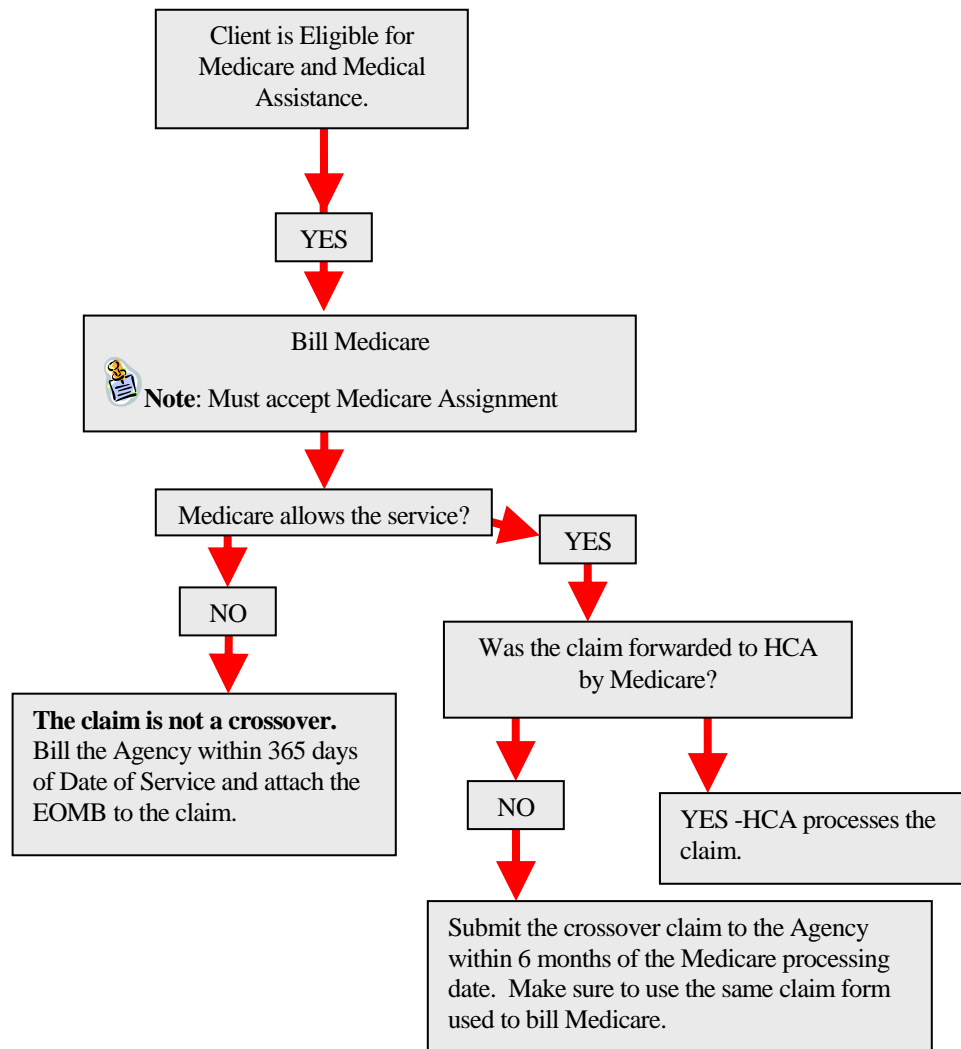 Client is Eligible for
Medicare and Medical
Assistance.
YES
Bill Medicare
Note: Must accept Medicare Assignment
Medicare allows the service?
YES
NO
Was the claim forwarded to HCA
by Medicare?
The claim is not a crossover.
Bill the Agency within 365 days
of Date of Service and attach the
EOMB to the claim.
NO
YES -HCA processes the
claim.
Submit the crossover claim to the Agency
within 6 months of the Medicare processing
date.  Make sure to use the same claim form
used to bill Medicare.